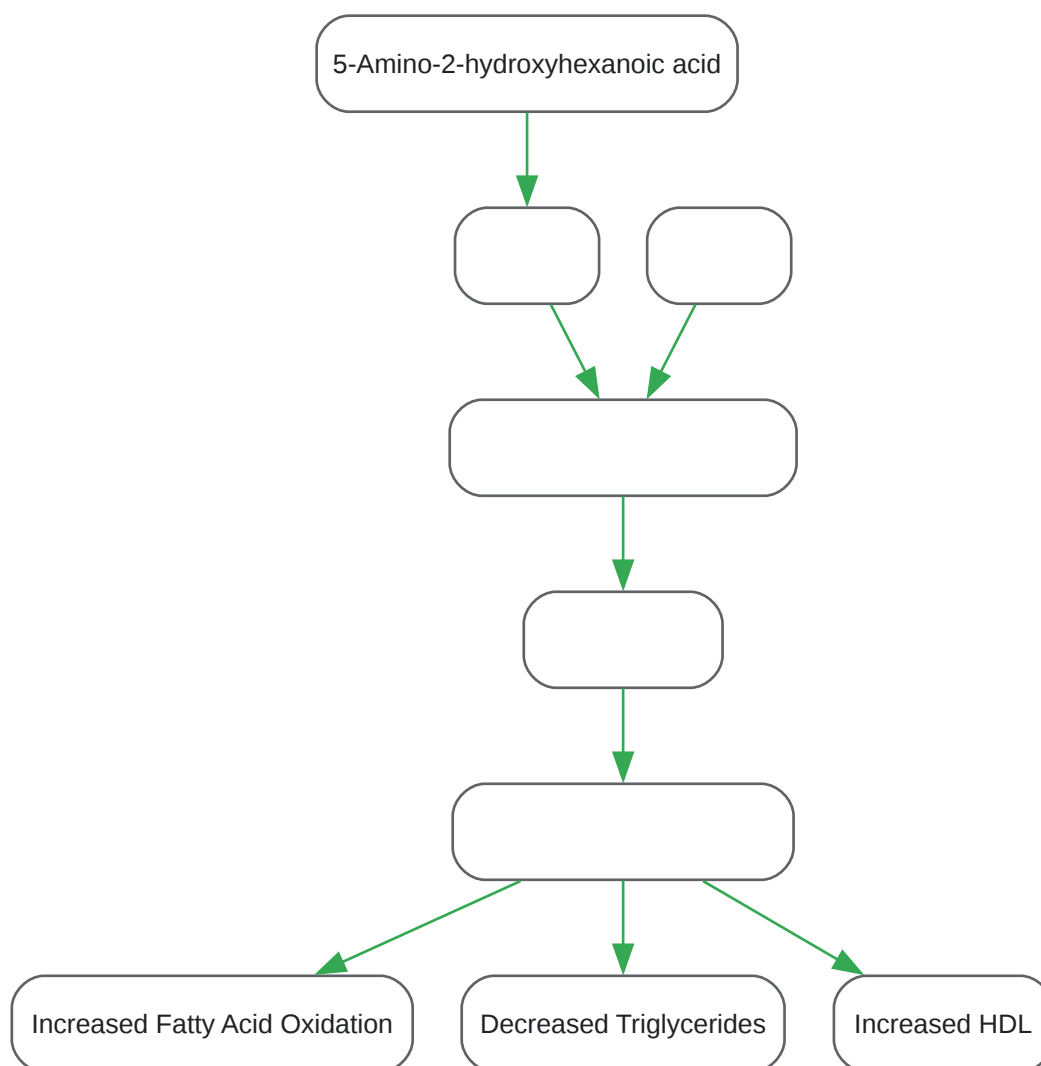 5-Amino-2-hydroxyhexanoic acid
Increased Fatty Acid Oxidation
Decreased Triglycerides
Increased HDL